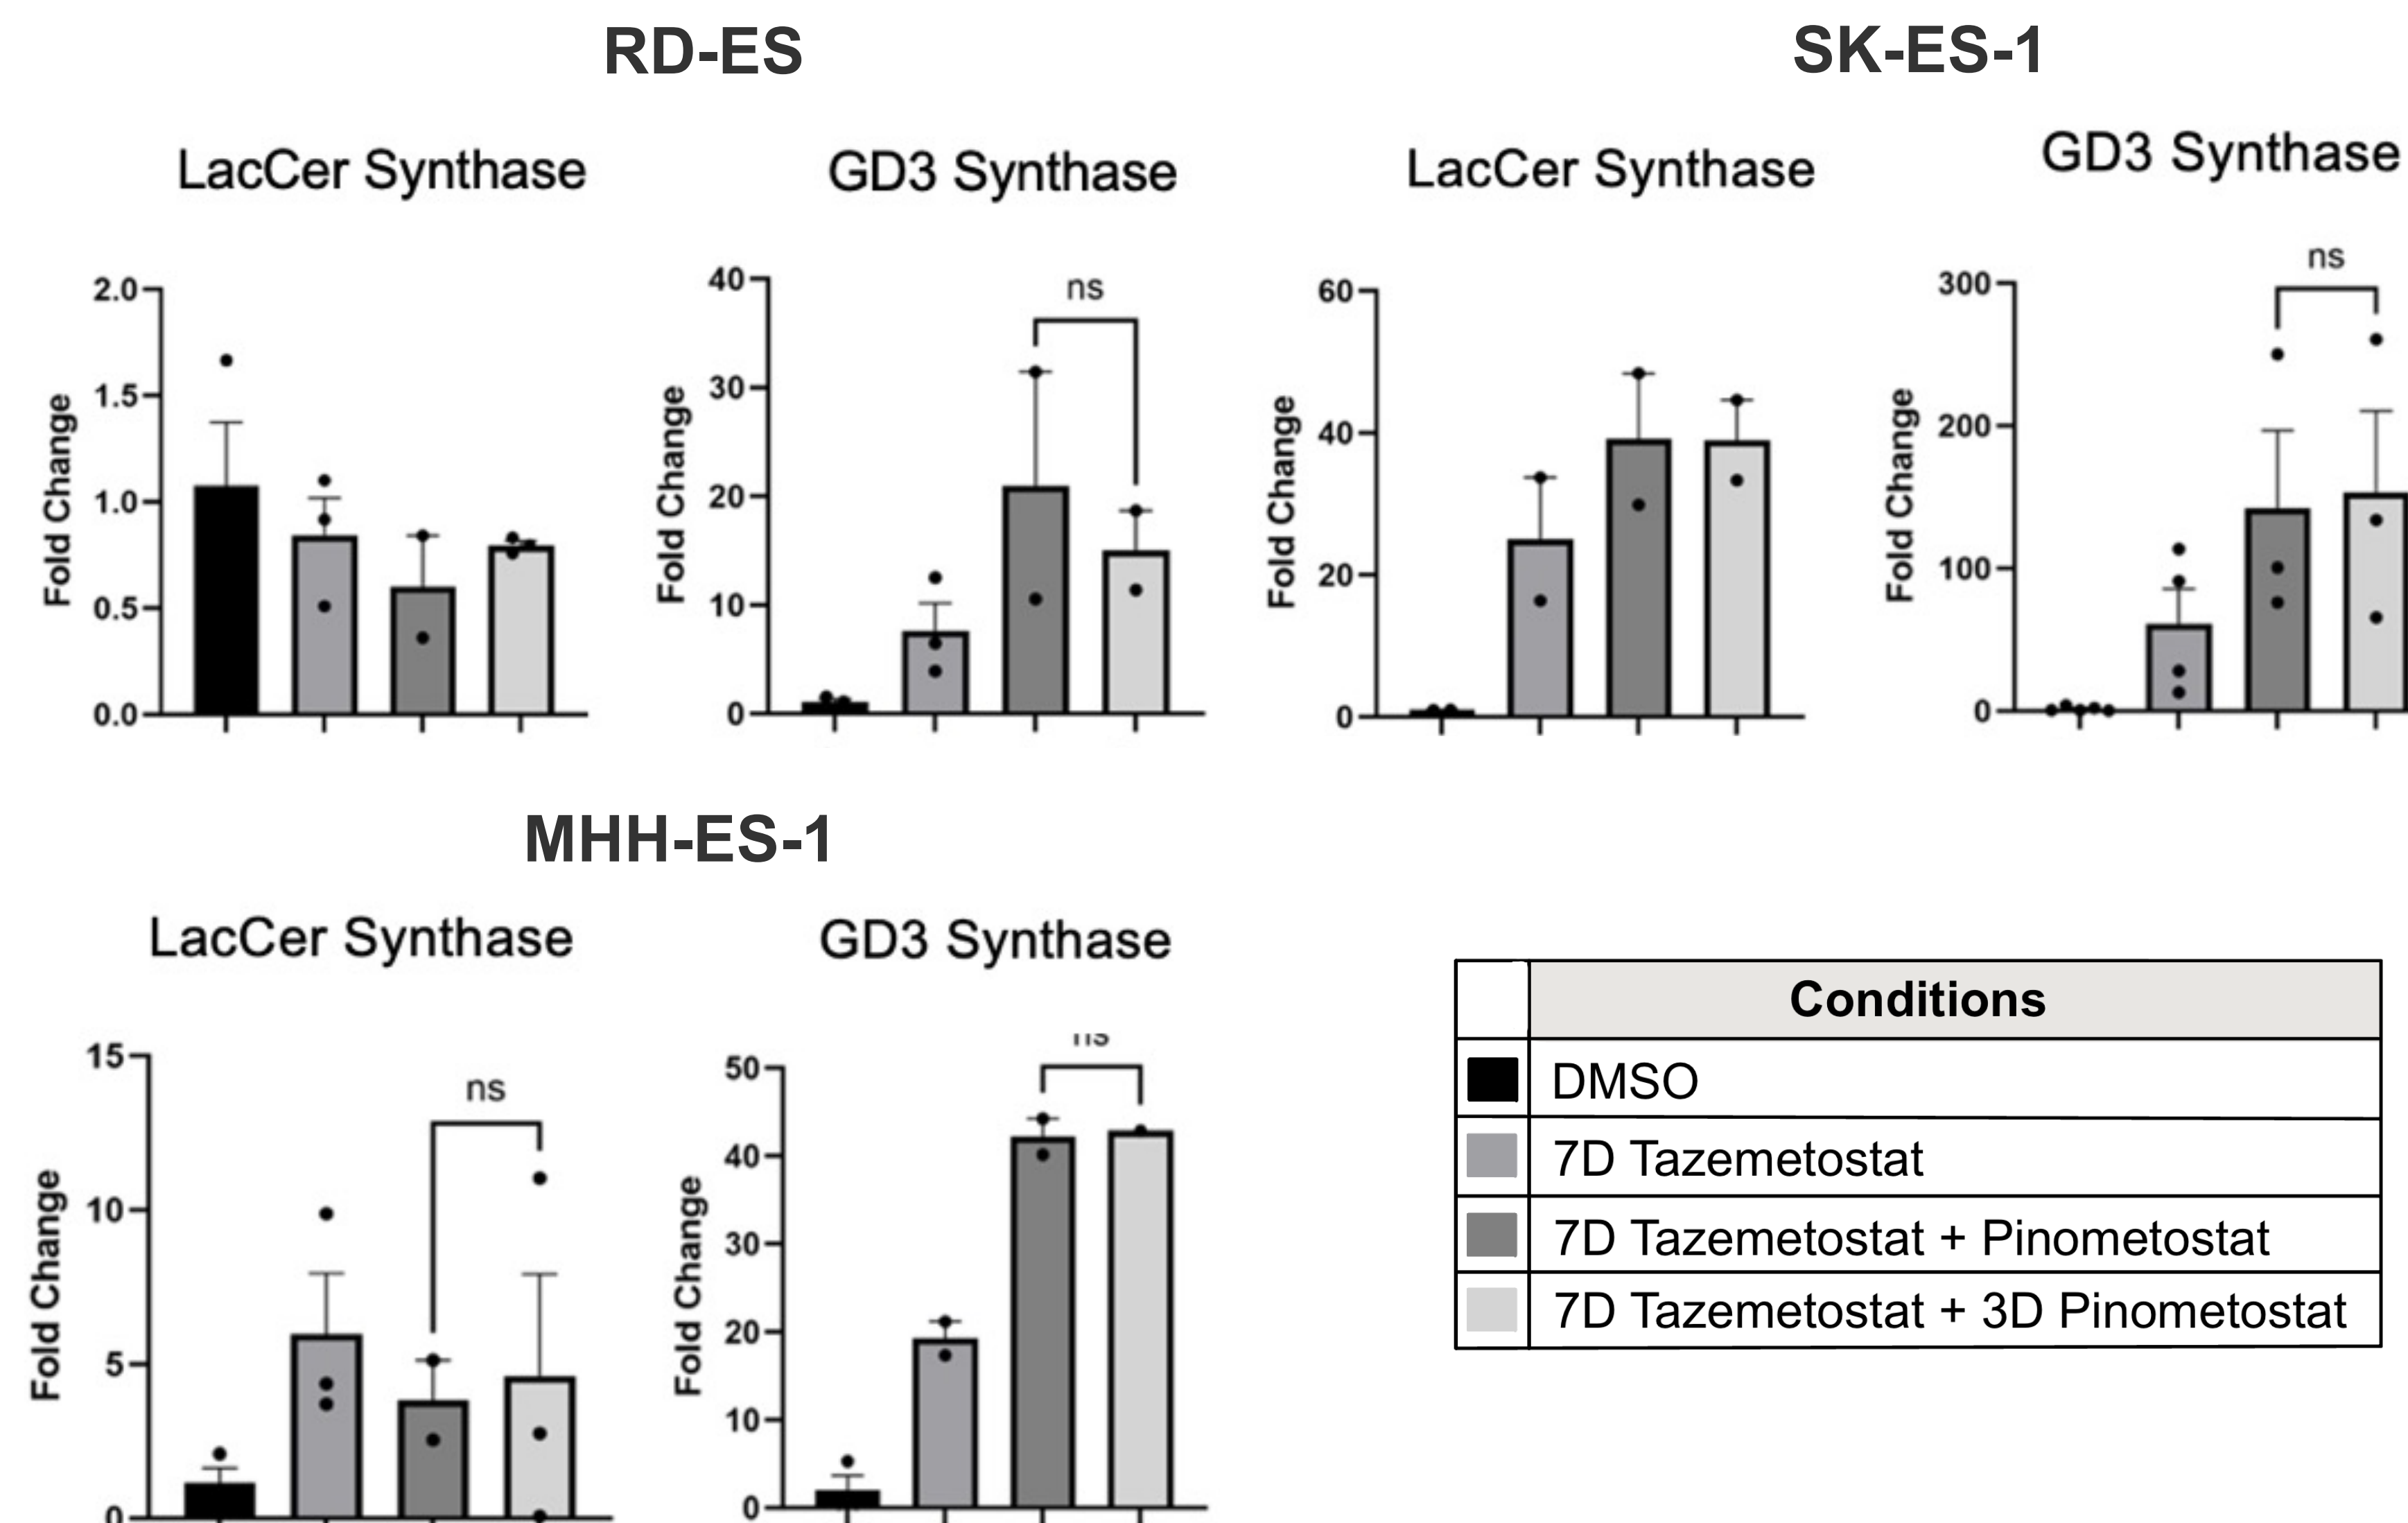 RD-ES
SK-ES-1
LacCer Synthase
GD3 Synthase
LacCer Synthase
GD3 Synthase
Fold Change
2.0
1.5
1.0
0.5
0.0
Fold Change
40
30
20
10
0
ns
Fold Change
60
40
20
0
Fold Change
300
200
100
0
ns
MHH-ES-1
LacCer Synthase
GD3 Synthase
Fold Change
15
10
5
0
ns
Fold Change
50
40
30
20
10
0
ns
Conditions
DMSO
7D Tazemetostat
7D Tazemetostat + Pinometostat
7D Tazemetostat + 3D Pinometostat